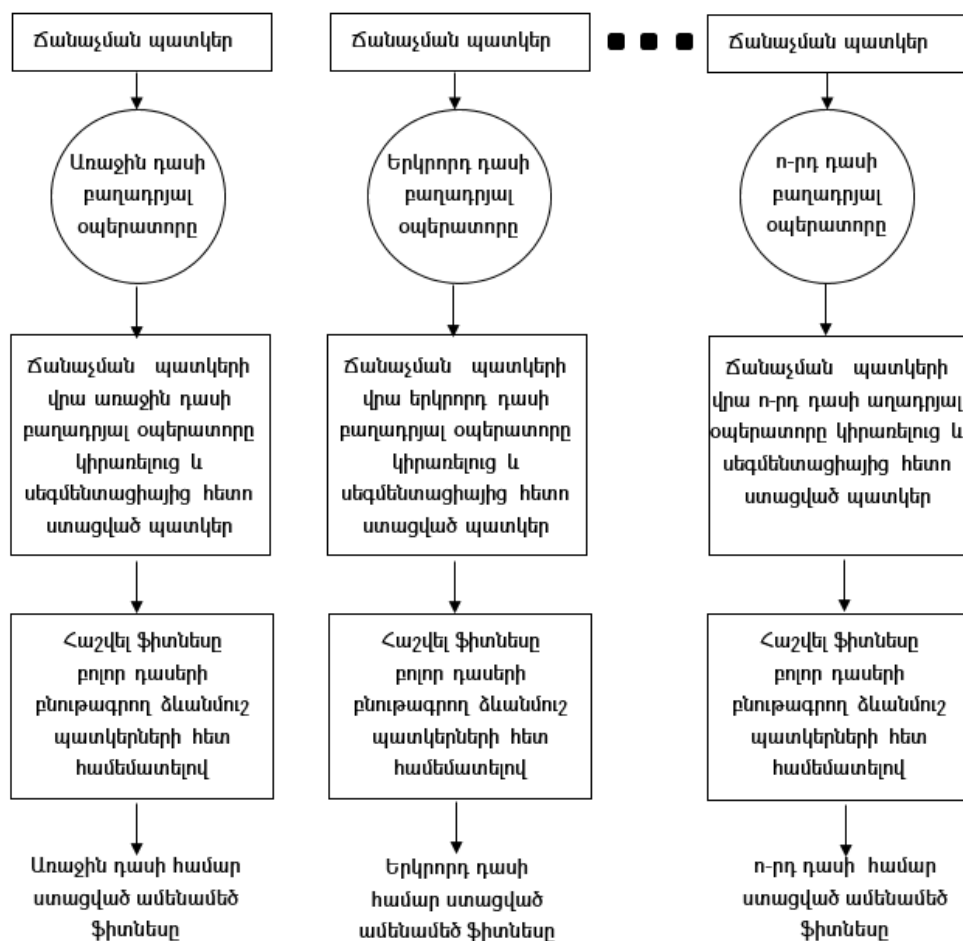 Ճանաչման պատկեր
Առաջին դասի
բաղադրյալ
օպերատորը
Ճանաչման պատկերի
վրա առաջին դասի
բաղադրյալ օպերատորը
կիրառելուց և
սեգմենտացիայից հետո
ստացված պատկեր
Հաշվել ֆիտնեսը
բոլոր դասերի
բնութագրող ձևանմուշ
պատկերների հետ
համեմատելով
Առաջին դասի համար
ստացված ամենամեծ
ֆիտնեսը
Ճանաչման պատկեր
Երկրորդ դասի
բաղադրյալ
օպերատորը
Ճանաչման պատկերի
վրա երկրորդ դասի
բաղադրյալ օպերատորը
կիրառելուց և
սեգմենտացիայից հետո
ստացված պատկեր
Հաշվել ֆիտնեսը
բոլոր դասերի
բնութագրող ձևանմուշ
պատկերների հետ
համեմատելով
Երկրորդ դասի
համար ստացված
ամենամեծ ֆիտնեսը
Ճանաչման պատկեր
n-րդ դասի
բաղադրյալ
օպերատորը
Ճանաչման պատկերի
վրա n-րդ դասի աղադրյալ
օպերատորը կիրառելուց և
սեգմենտացիայից հետո
ստացված պատկեր
Հաշվել ֆիտնեսը
բոլոր դասերի
բնութագրող ձևանմուշ
պատկերների հետ
համեմատելով
n-րդ դասի համար
ստացված ամենամեծ
ֆիտնեսը